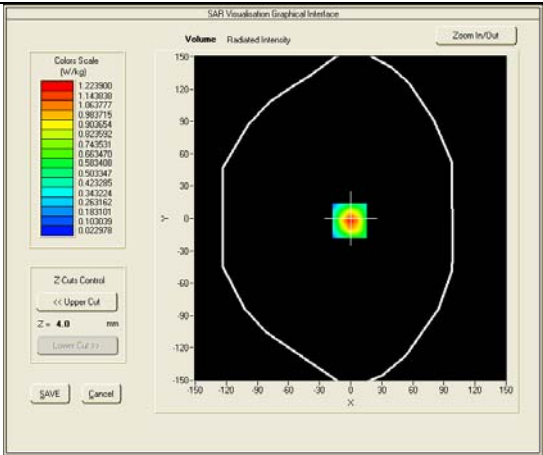 SAR Visualisation Graphical Interface
Volume Radiated Intensity
Zoom In/Out
Colors Scale
(W/kg)
1.223900
1.143838
1.063777
0.983715
0.903654
0.823592
0.743531
0.663470
0.583408
0.503347
0.423285
0.343224
0.263162
0.183101
0.103039
0.022978
Z-Cuts Control
<< Upper Cut
Z = 4.0 mm
Lower Cut >>
SAVE Cancel
150
120
90
60
30
0
-30
-60
-90
-120
-150
Y
-150 -120 -90 -60 -30 0 30 60 90 120 150
X